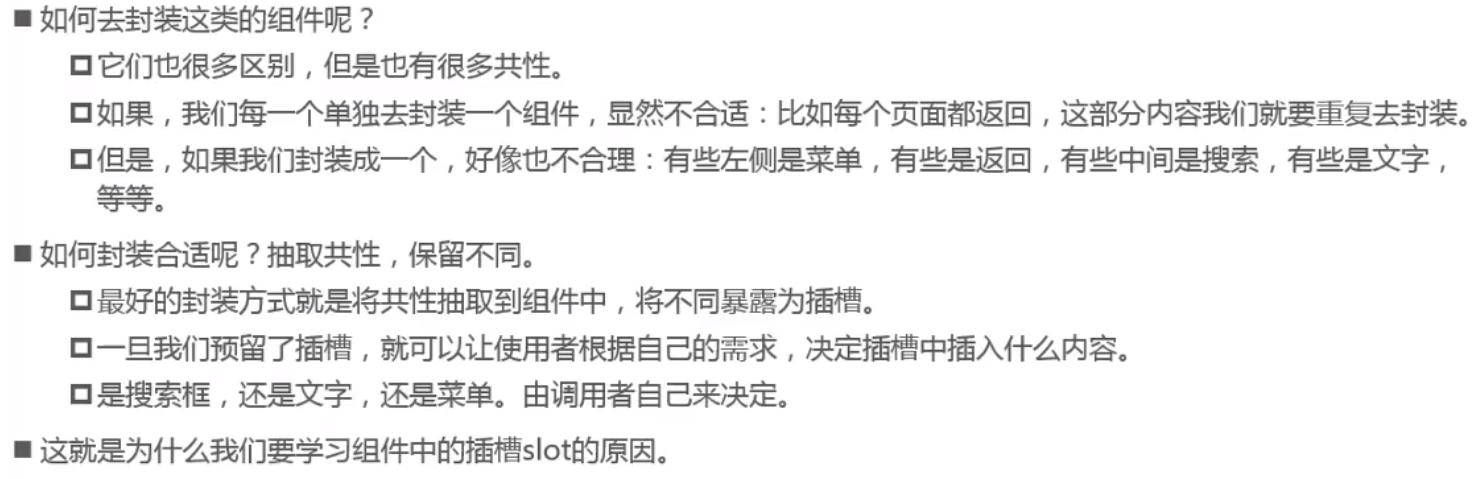 ■ 如何去封装这类的组件呢？
它们也很多区别，但是也有很多共性。
如果，我们每一个单独去封装一个组件，显然不合适：比如每个页面都返回，这部分内容我们就要重复去封装。
但是，如果我们封装成一个，好像也不合理：有些左侧是菜单，有些是返回，有些中间是搜索，有些是文字，
等等。
■ 如何封装合适呢？抽取共性，保留不同。
最好的封装方式就是将共性抽取到组件中，将不同暴露为插槽。
一旦我们预留了插槽，就可以让使用者根据自己的需求，决定插槽中插入什么内容。
是搜索框，还是文字，还是菜单。由调用者自己来决定。
■ 这就是为什么我们要学习组件中的插槽slot的原因。